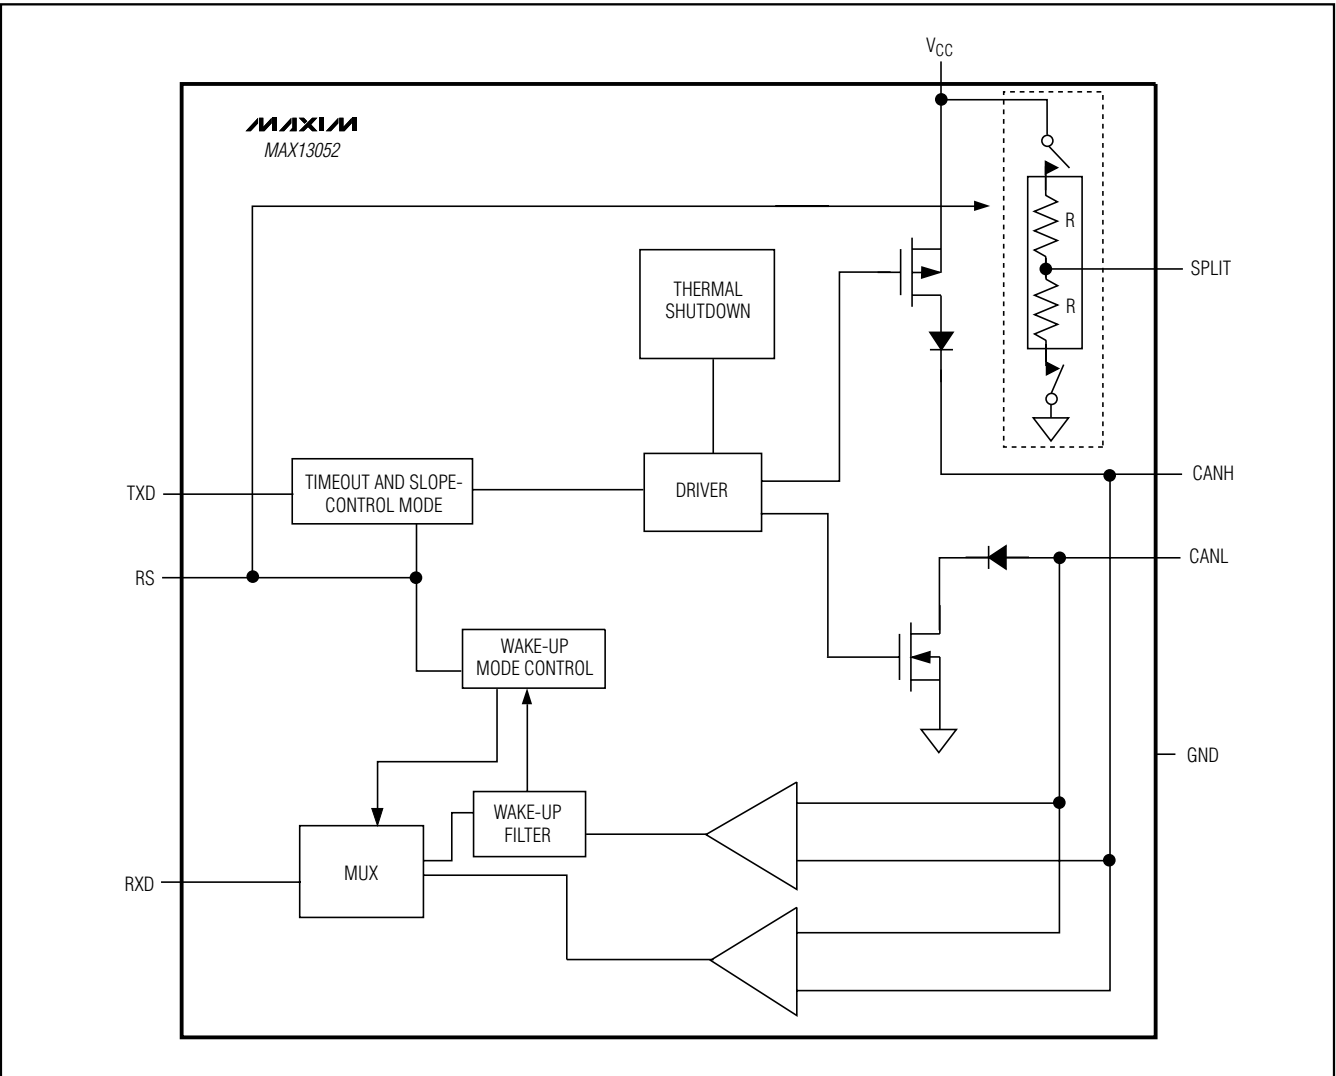 VCC
MAXIM
MAX13052
R
SPLIT
THERMAL
SHUTDOWN
R
TIMEOUT AND SLOPE-
CONTROL MODE
DRIVER
CANH
TXD
CANL
RS
WAKE-UP
MODE CONTROL
GND
WAKE-UP
FILTER
MUX
RXD